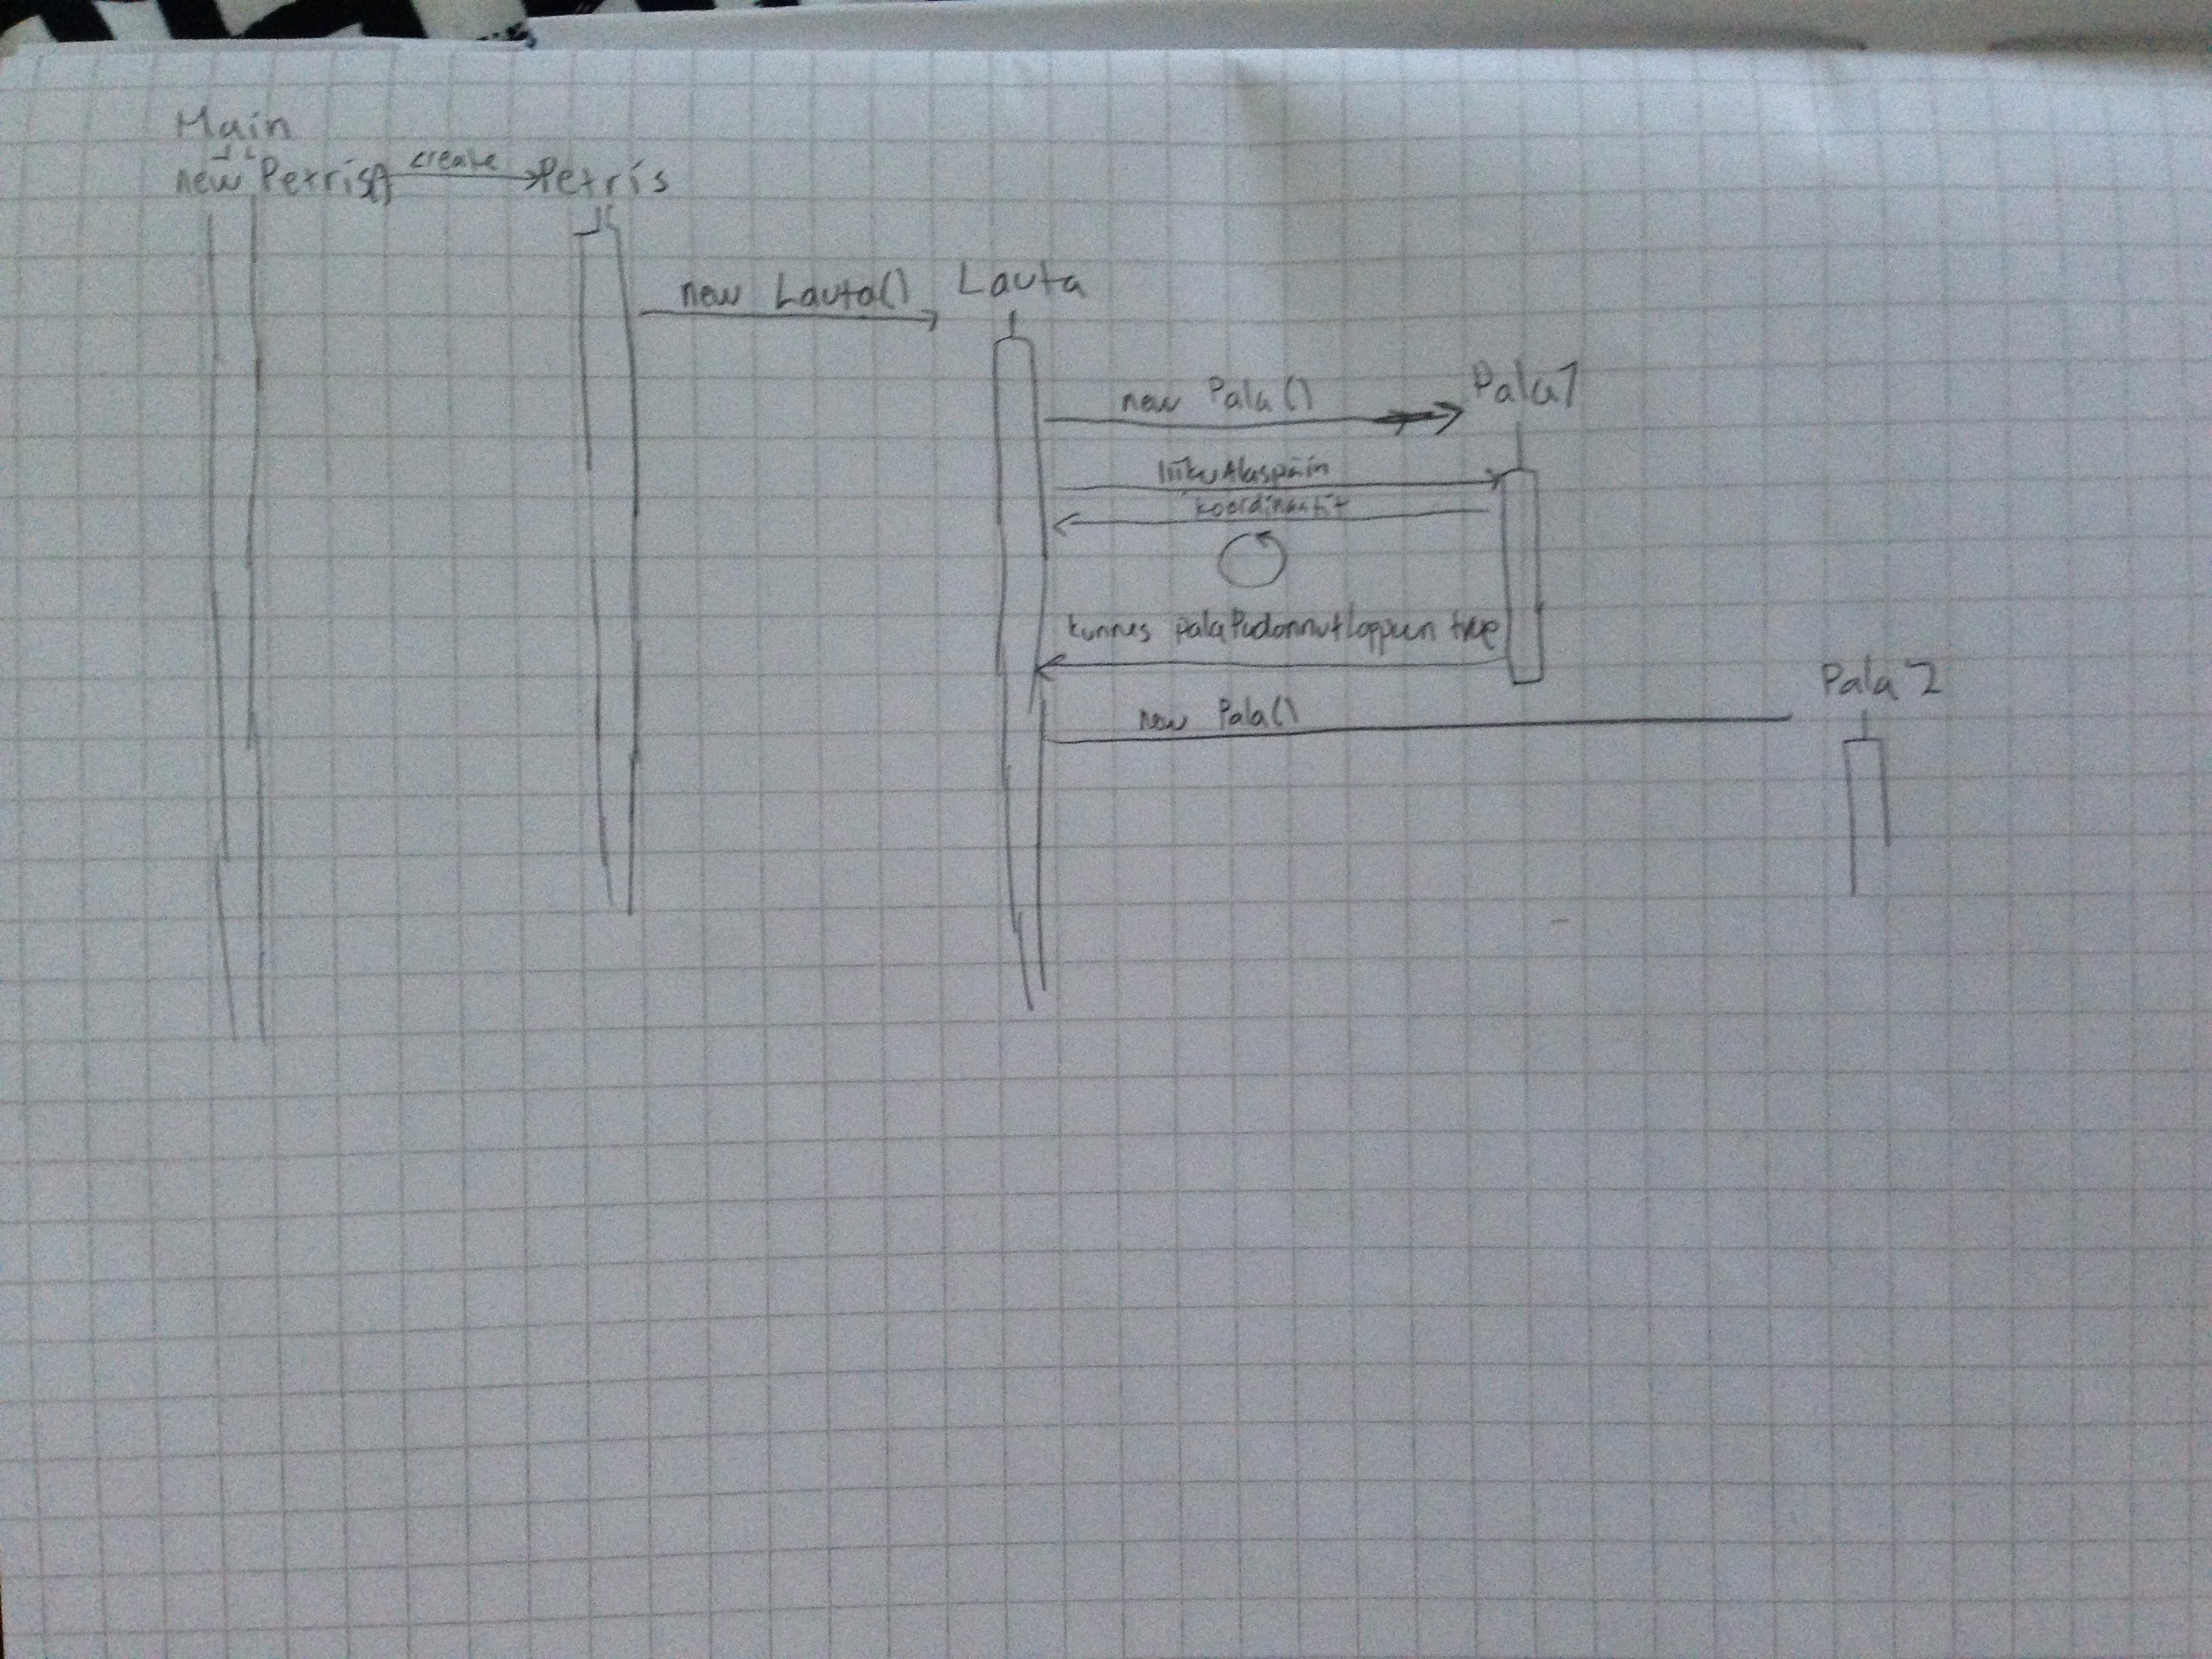 Main
new Petris()
create
Petris
new Lauta()
Lauta
new Pala()
Pala1
liikuAlaspäin
koordinaatit
kunnes palaPudonnutLoppuun true
Pala 2
new Pala()